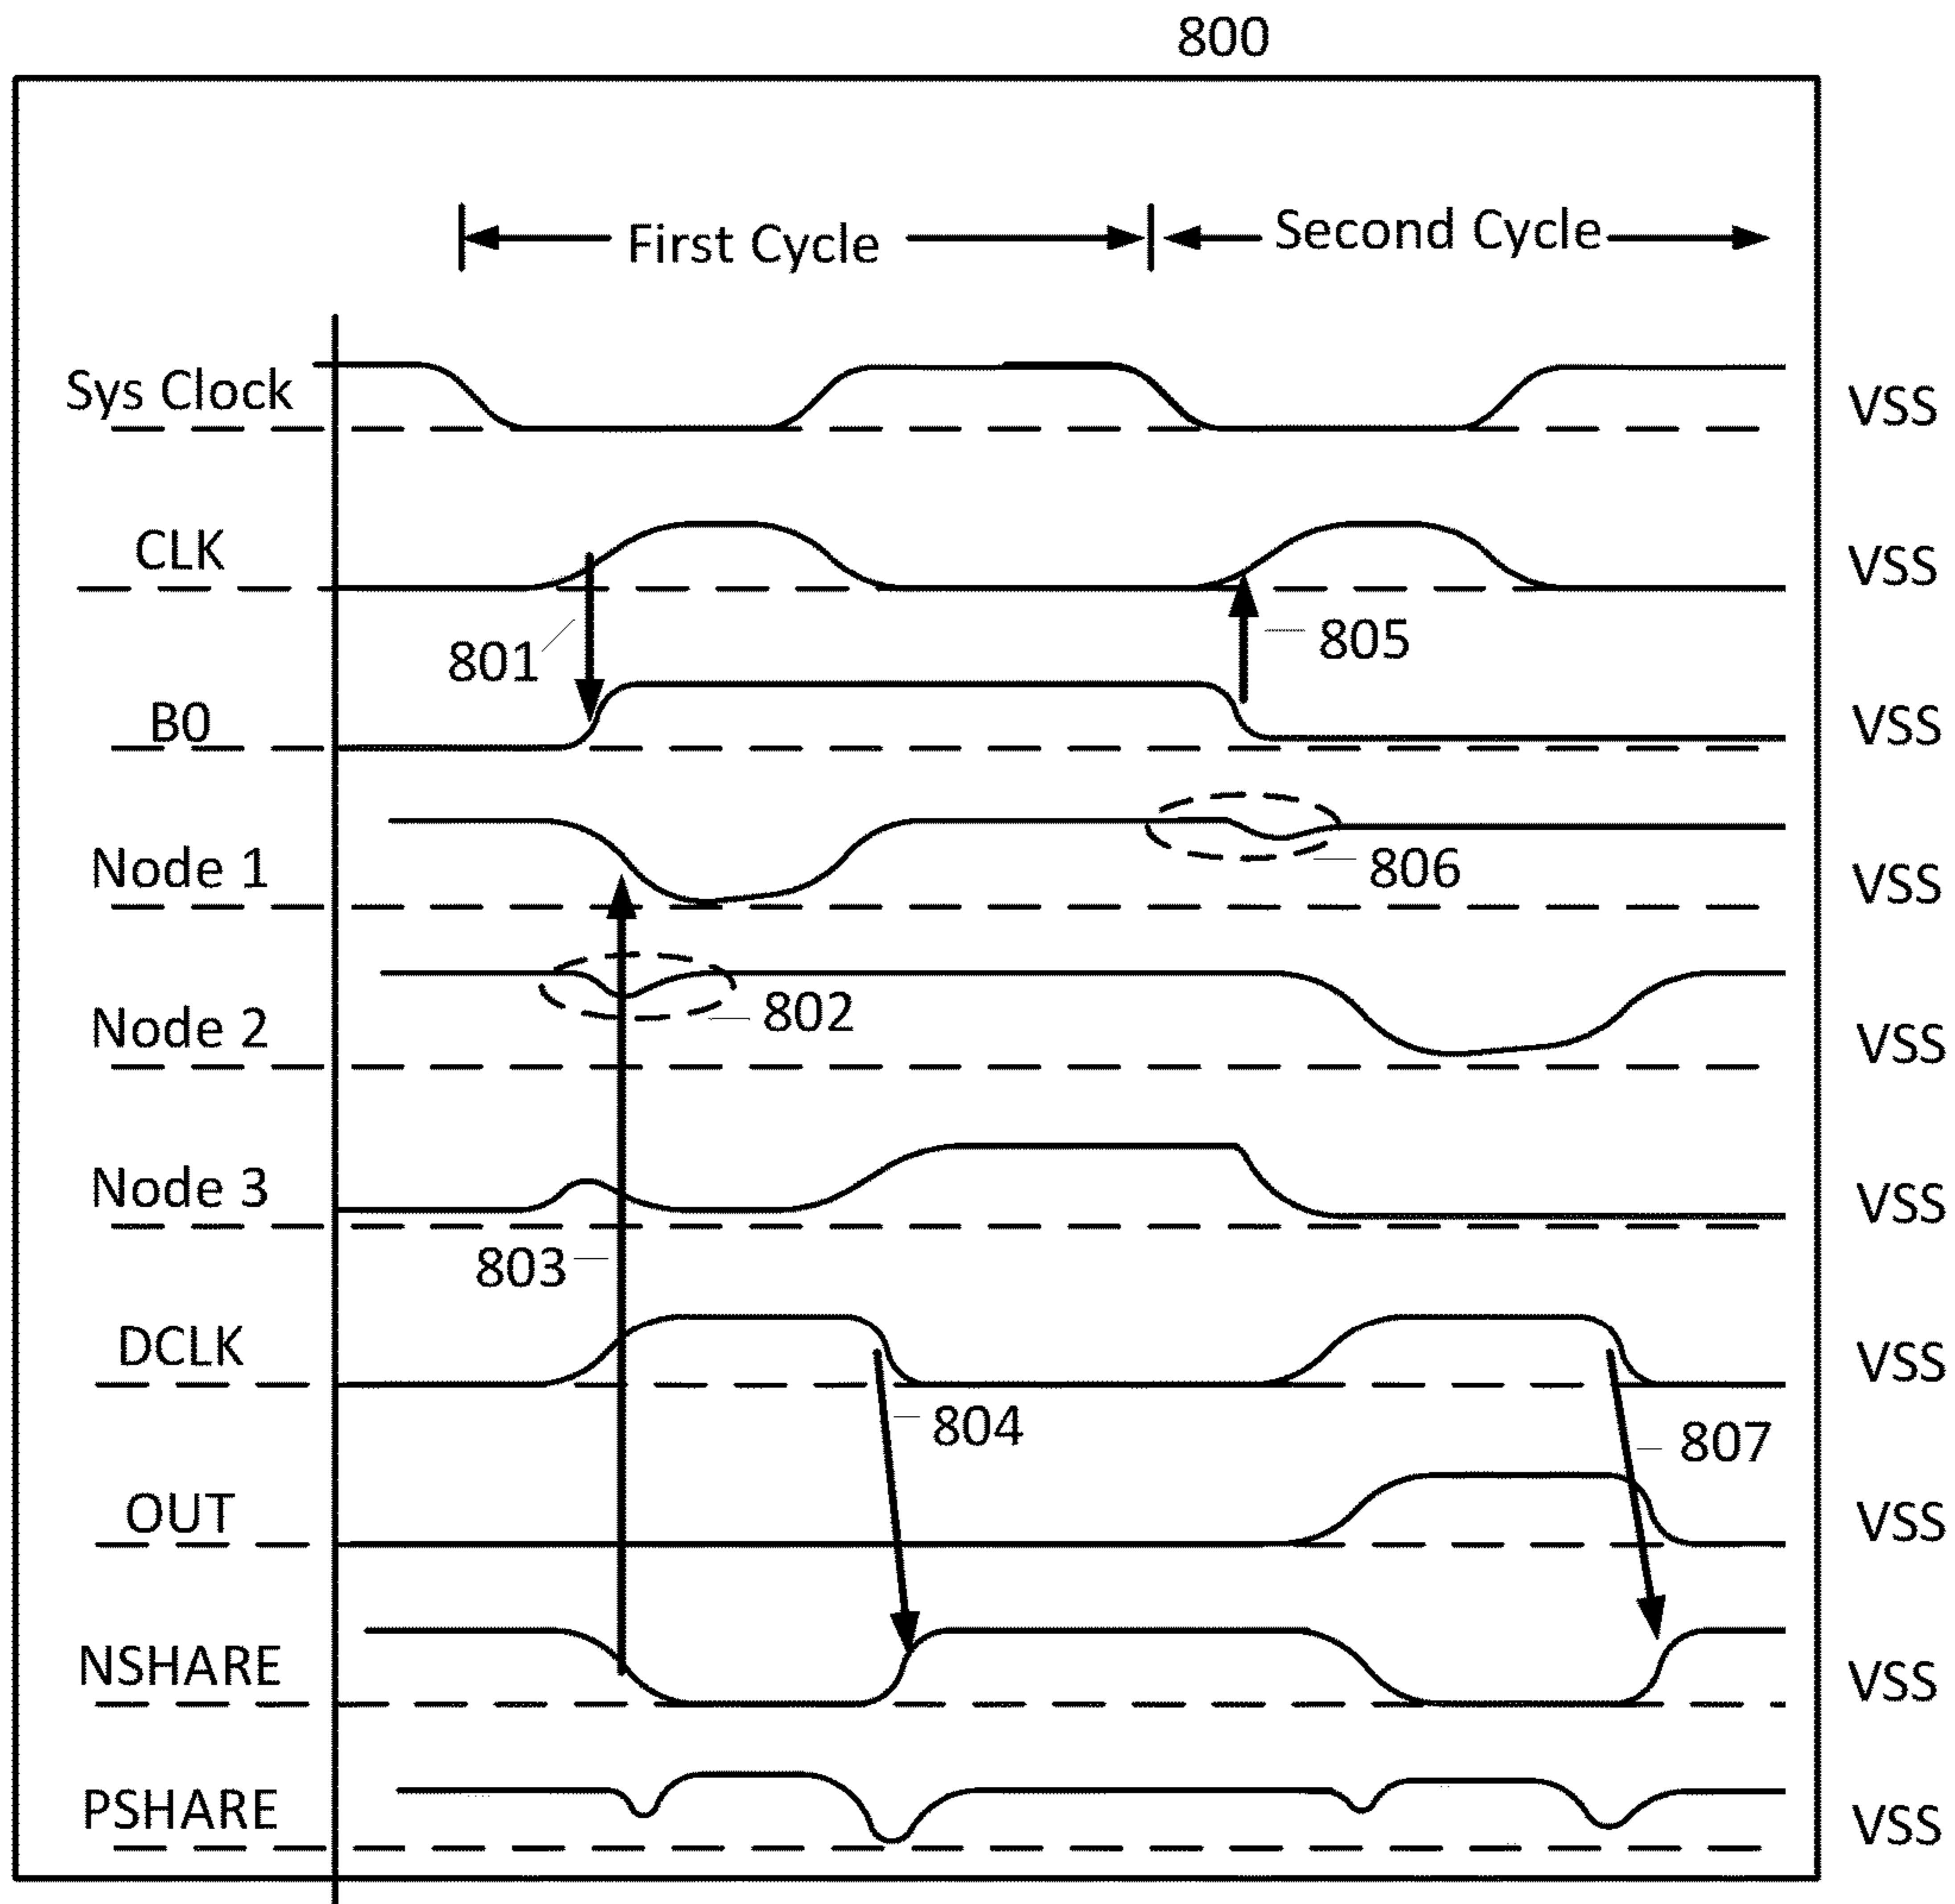 800
First Cycle
Second Cycle
Sys Clock
VSS
CLK
VSS
801
805
B0
VSS
Node 1
806
VSS
Node 2
802
VSS
Node 3
VSS
803
DCLK
VSS
804
807
OUT
VSS
NSHARE
VSS
PSHARE
VSS